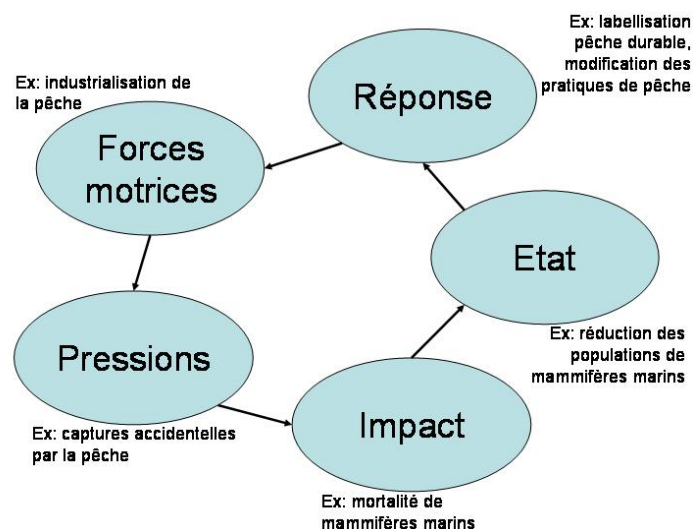 Ex: labellisation
pêche durable,
modification des
pratiques de pêche
Réponse
Ex: industrialisation de
la pêche
Forces
motrices
Etat
Ex: réduction des
populations de
mammifères marins
Pressions
Ex: captures accidentelles
par la pêche
Impact
Ex: mortalité de
mammifères marins